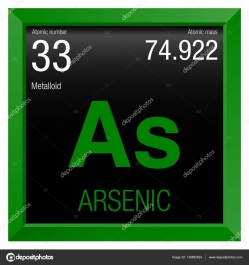 Atomic number Atomic mass
33 74.922
Metalloid
As
ARSENIC
depositphotos